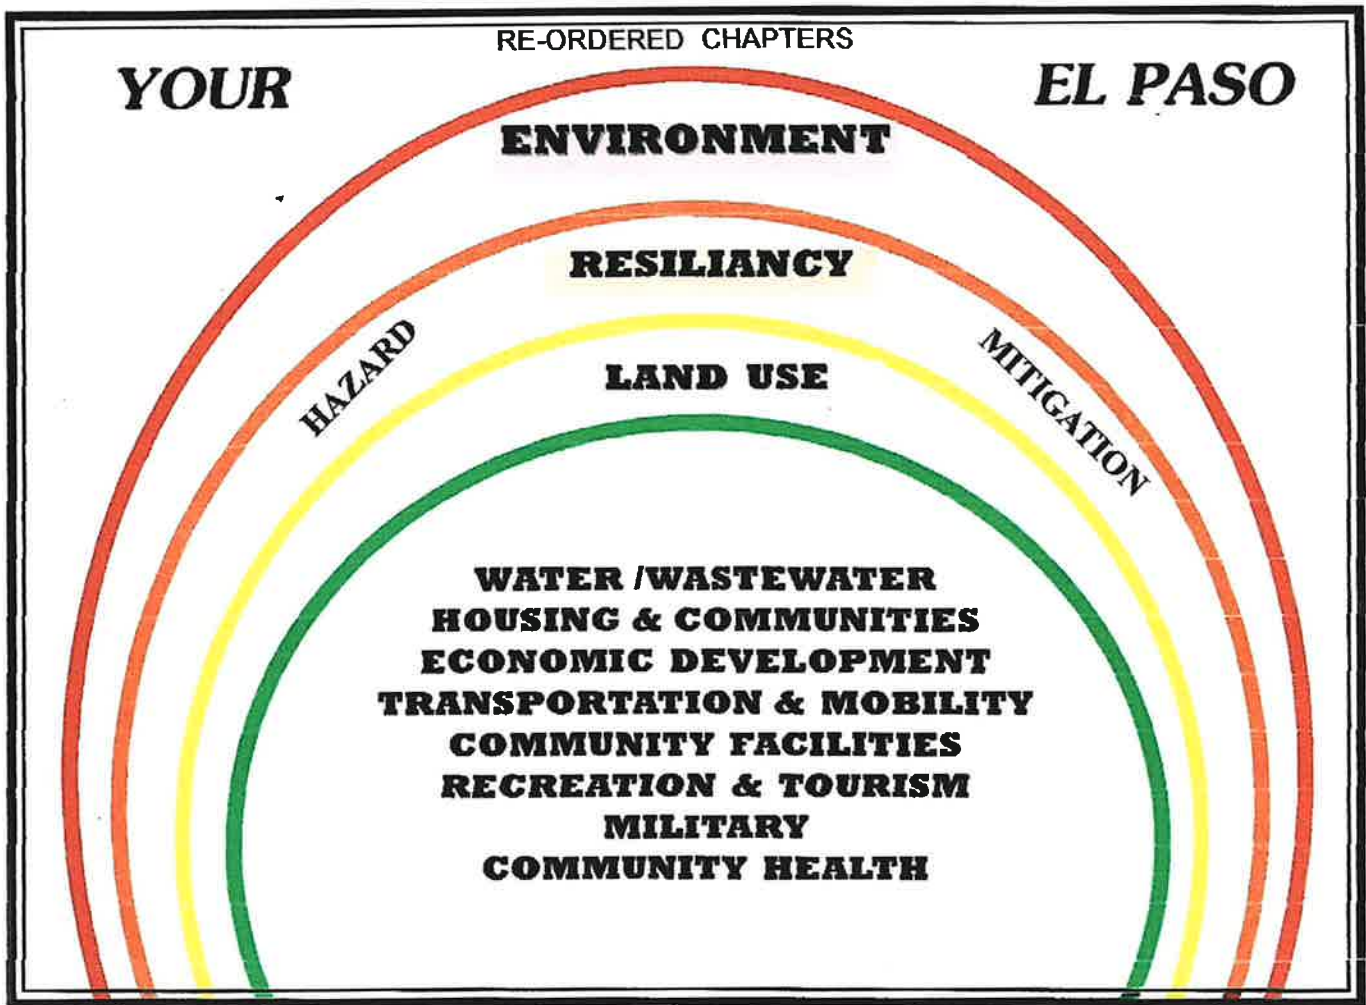 RE-ORDERED CHAPTERS
YOUR EL PASO
ENVIRONMENT
RESILIANCY
HAZARD MITIGATION
LAND USE
WATER /WASTEWATER
HOUSING & COMMUNITIES
ECONOMIC DEVELOPMENT
TRANSPORTATION & MOBILITY
COMMUNITY FACILITIES
RECREATION & TOURISM
MILITARY
COMMUNITY HEALTH